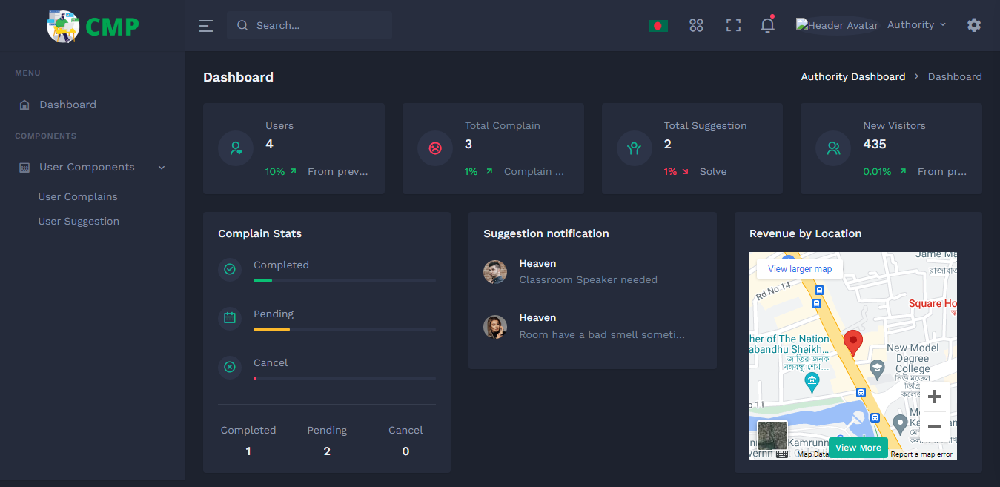 CMP
Search...
Header Avatar
Authority
MENU
Dashboard
COMPONENTS
User Components
User Complains
User Suggestion
Dashboard
Authority Dashboard > Dashboard
Users
4
10% From prev...
Total Complain
3
1% Complain ...
Total Suggestion
2
1% Solve
New Visitors
435
0.01% From pr...
Complain Stats
Completed
Pending
Cancel
Completed Pending Cancel
1 2 0
Suggestion notification
Heaven
Classroom Speaker needed
Heaven
Room have a bad smell someti...
Revenue by Location
View larger map
Jame Ma
Rd No 14
Square Ho
her of The Nation
abandhu Sheikh...
জাতির জনক
বঙ্গবন্ধু শেখ...
New Model
Degree
College
নিউ মডেল
o 11
Kamrunn
View More
Map Data
Report a map error